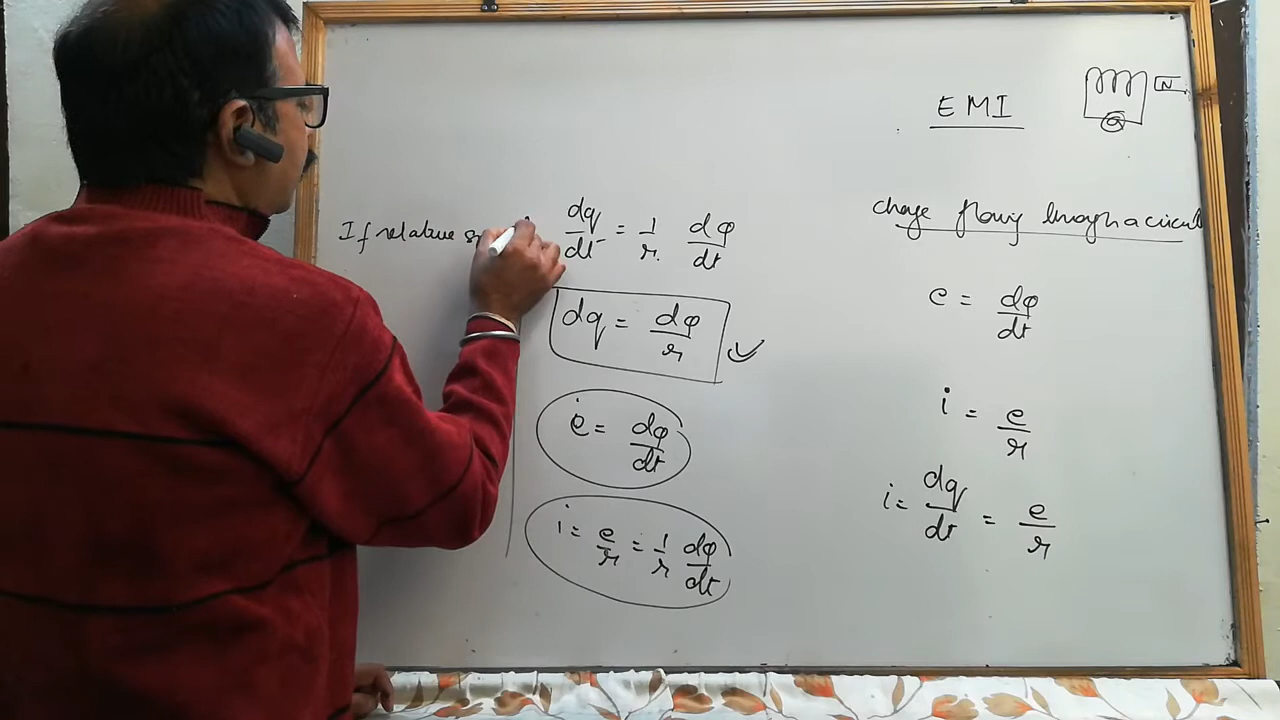 EMI
N
G
charge flowing through a circuit
e = dφ/dt
i = e/r
i = dq/dt = e/r
dq/dt = 1/r dφ/dt
dq = dφ/r
e = dφ/dt
i = e/r = 1/r dφ/dt
If relative